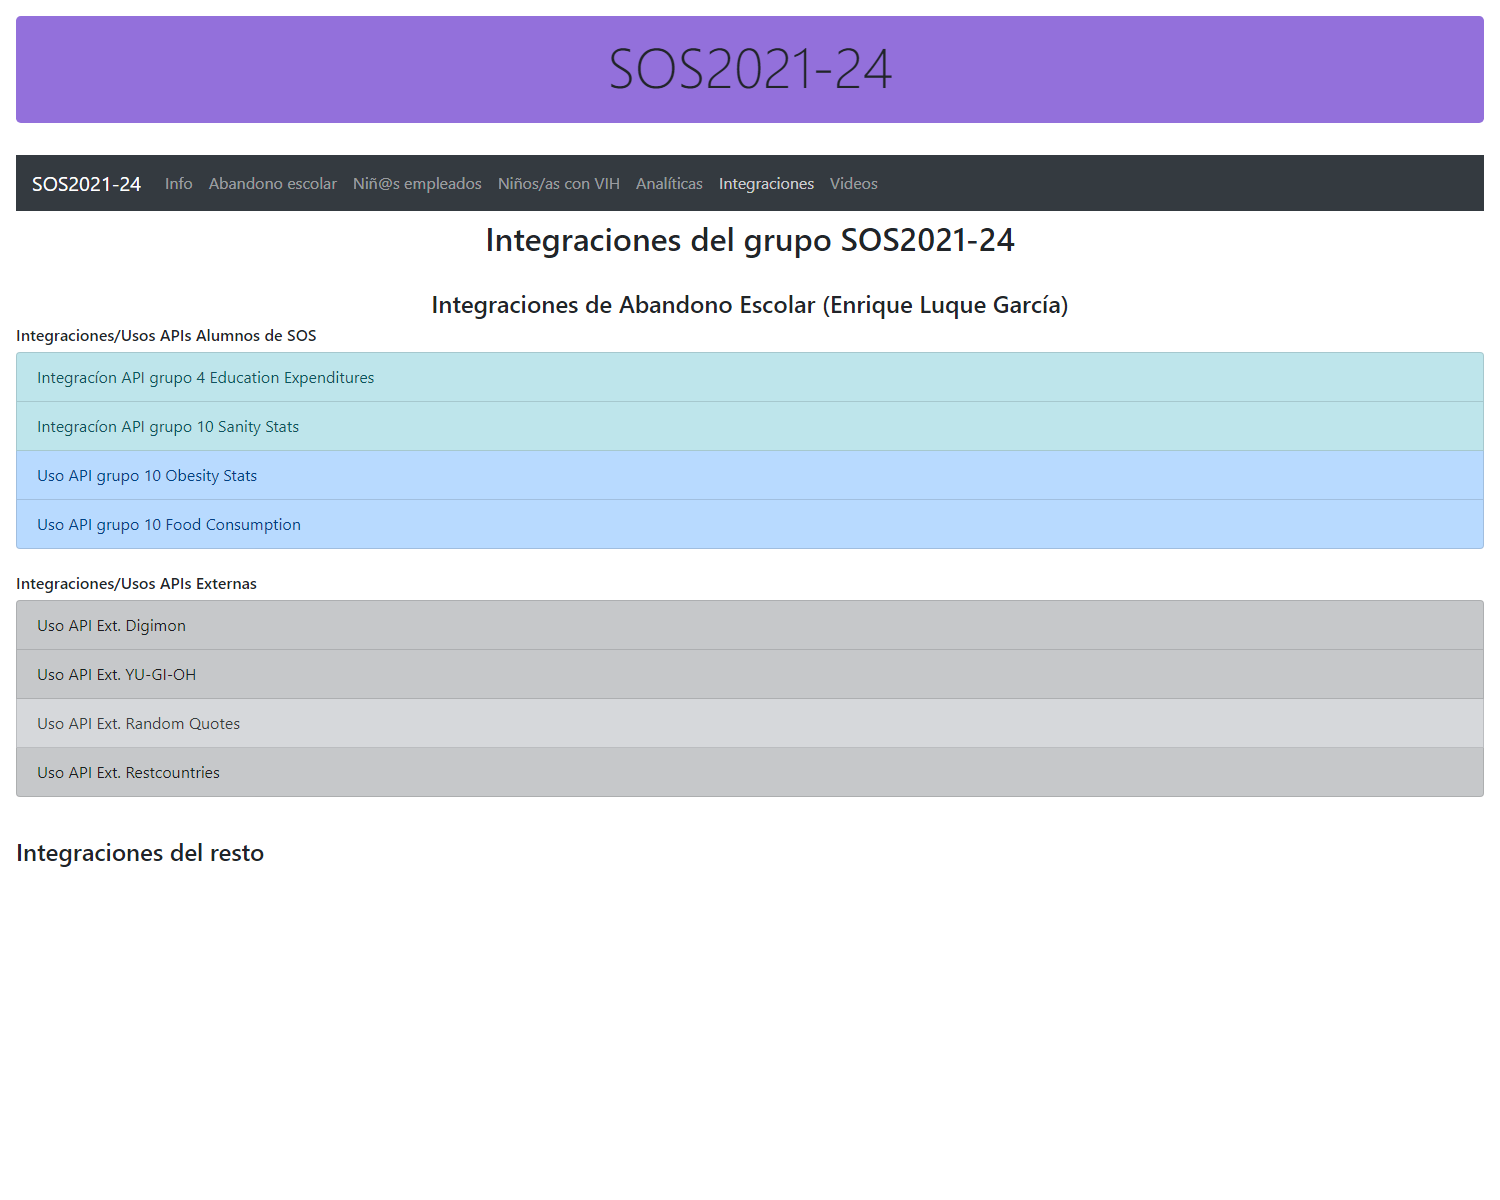 SOS2021-24
SOS2021-24 Info Abandono escolar Niñ@s empleados Niños/as con VIH Analíticas Integraciones Videos
Integraciones del grupo SOS2021-24
Integraciones de Abandono Escolar (Enrique Luque García)
Integraciones/Usos APIs Alumnos de SOS
Integracíon API grupo 4 Education Expenditures
Integracíon API grupo 10 Sanity Stats
Uso API grupo 10 Obesity Stats
Uso API grupo 10 Food Consumption
Integraciones/Usos APIs Externas
Uso API Ext. Digimon
Uso API Ext. YU-GI-OH
Uso API Ext. Random Quotes
Uso API Ext. Restcountries
Integraciones del resto